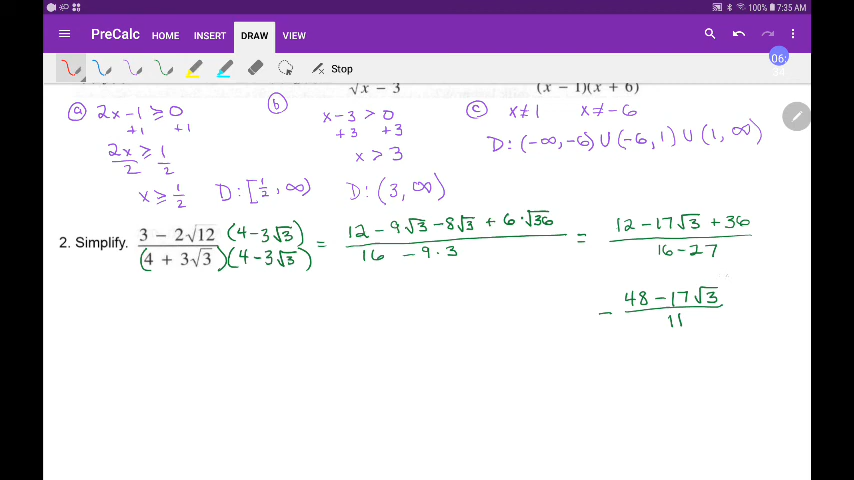 100% 7:35 AM
PreCalc HOME INSERT DRAW VIEW
06:
34
Stop
√x − 3 (x − 1)(x + 6)
ⓐ 2x − 1 ≥ 0 ⓑ x − 3 > 0 ⓒ x ≠ 1 x ≠ −6
+1 +1 +3 +3 D: (−∞, −6) ∪ (−6, 1) ∪ (1, ∞)
2x/2 ≥ 1/2 x > 3
x ≥ 1/2 D: [1/2, ∞) D: (3, ∞)
2. Simplify. (3 − 2√12)/(4 + 3√3) (4 − 3√3)/(4 − 3√3) = (12 − 9√3 − 8√3 + 6·√36)/(16 − 9·3) = (12 − 17√3 + 36)/(16 − 27)
− (48 − 17√3)/11